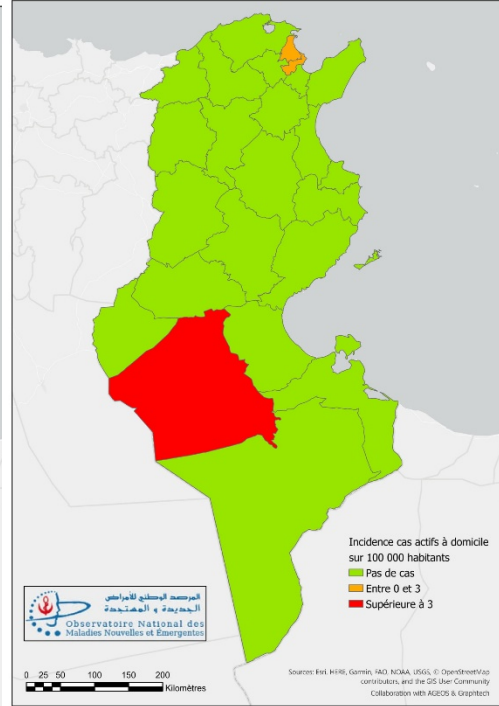 Incidence cas actifs à domicile
sur 100 000 habitants
Pas de cas
Entre 0 et 3
Supérieure à 3
المرصد الوطني للأمراض
الجديدة و المستجدة
Observatoire National des
Maladies Nouvelles et Émergentes
0 25 50 100 150 200
Kilomètres
Sources: Esri, HERE, Garmin, FAO, NOAA, USGS, © OpenStreetMap
contributors, and the GIS User Community
Collaboration with AGEOS & Graphtech